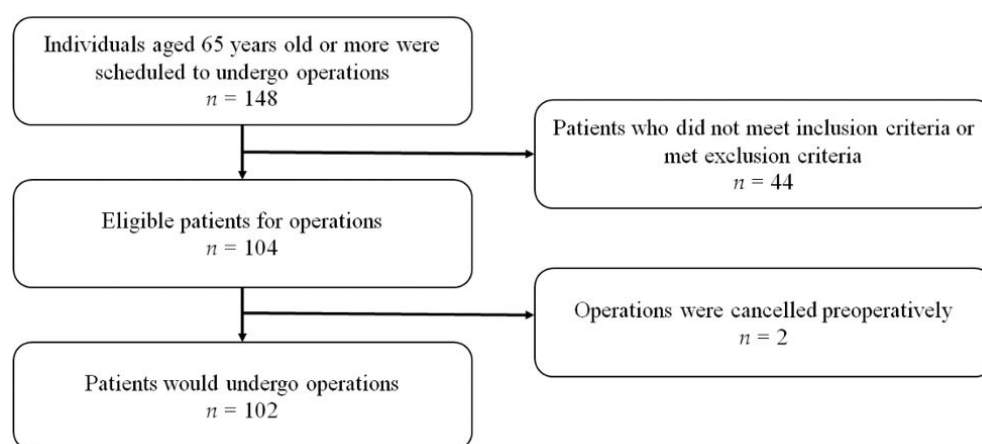 Individuals aged 65 years old or more were
scheduled to undergo operations
n = 148
Patients who did not meet inclusion criteria or
met exclusion criteria
n = 44
Eligible patients for operations
n = 104
Operations were cancelled preoperatively
n = 2
Patients would undergo operations
n = 102